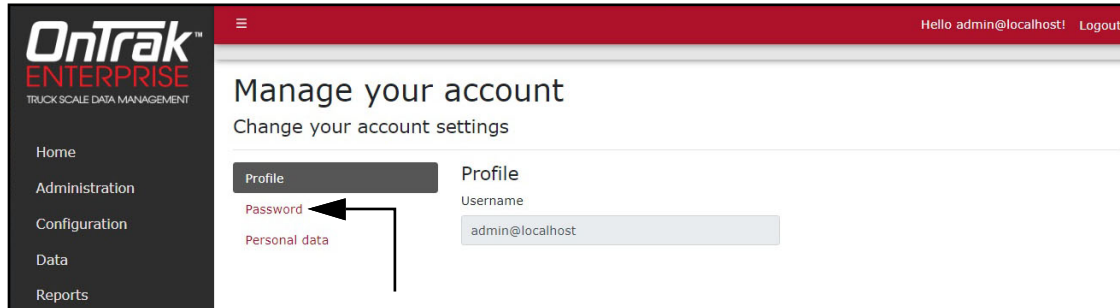 OnTrak™
ENTERPRISE
TRUCK SCALE DATA MANAGEMENT
Home
Administration
Configuration
Data
Reports
☰
Hello admin@localhost! Logout
Manage your account
Change your account settings
Profile
Password
Personal data
Profile
Username
admin@localhost